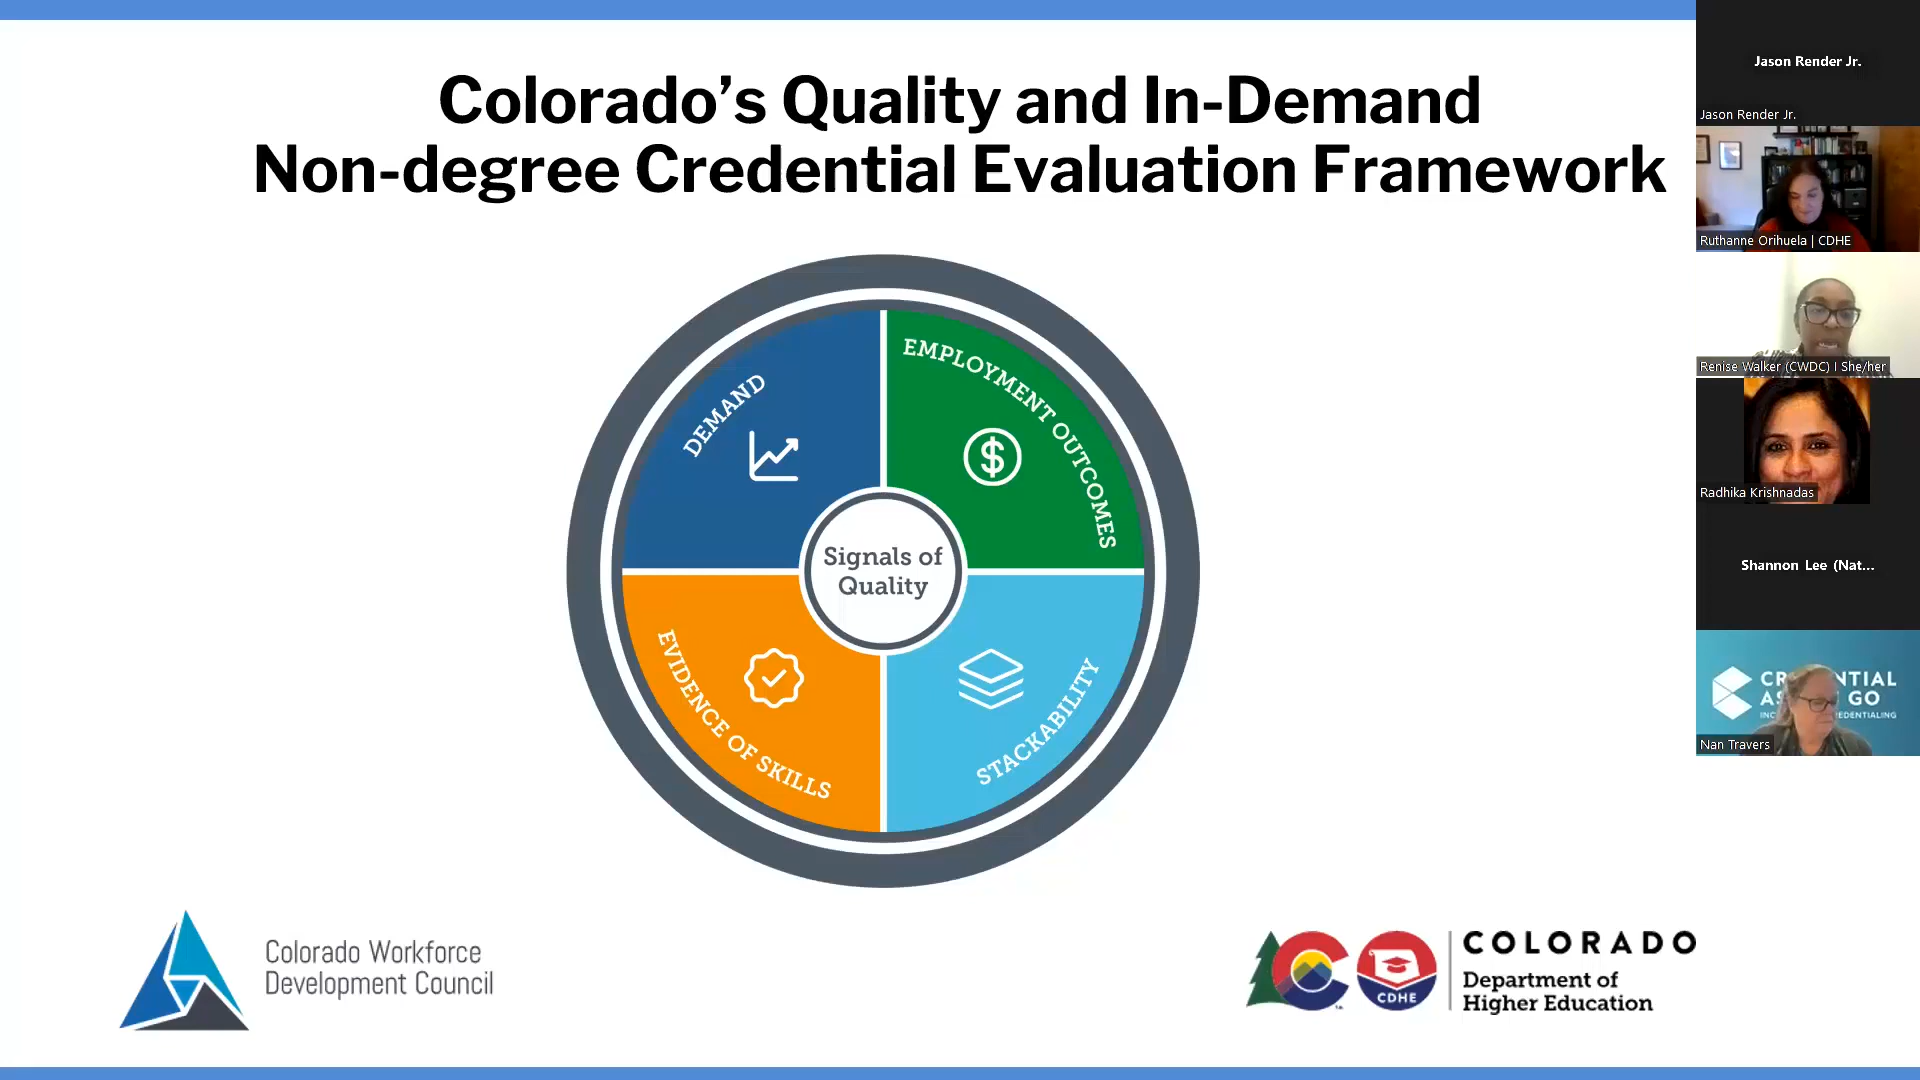 Colorado’s Quality and In-Demand
Non-degree Credential Evaluation Framework
DEMAND
EMPLOYMENT OUTCOMES
Signals of
Quality
EVIDENCE OF SKILLS
STACKABILITY
Colorado Workforce
Development Council
CDHE
COLORADO
Department of
Higher Education
Jason Render Jr.
Jason Render Jr.
Ruthanne Orihuela | CDHE
Renise Walker (CWDC) I She/her
Radhika Krishnadas
Shannon Lee (Nat...
GO
Nan Travers